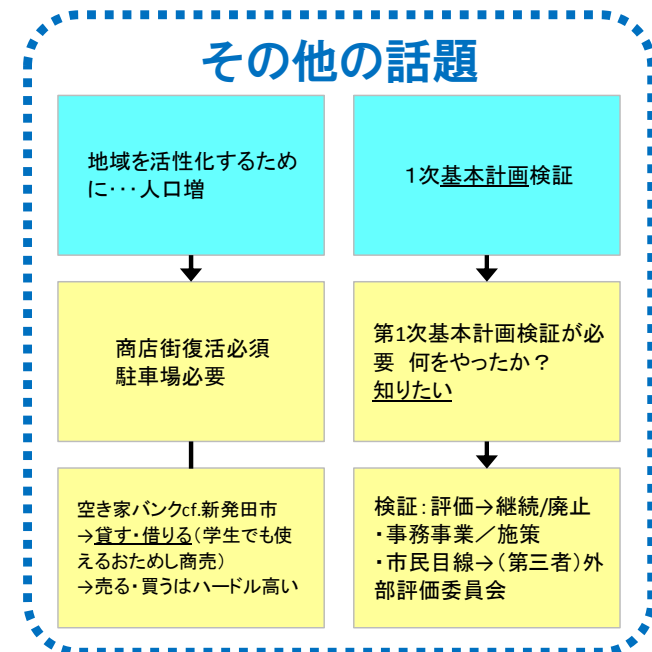 その他の話題
地域を活性化するため
に・・・人口増
商店街復活必須
駐車場必要
空き家バンクcf.新発田市
→貸す・借りる(学生でも使
えるおためし商売)
→売る・買うはハードル高い
1次基本計画検証
第1次基本計画検証が必
要 何をやったか?
知りたい
検証:評価→継続/廃止
・事務事業/施策
・市民目線→(第三者)外
部評価委員会